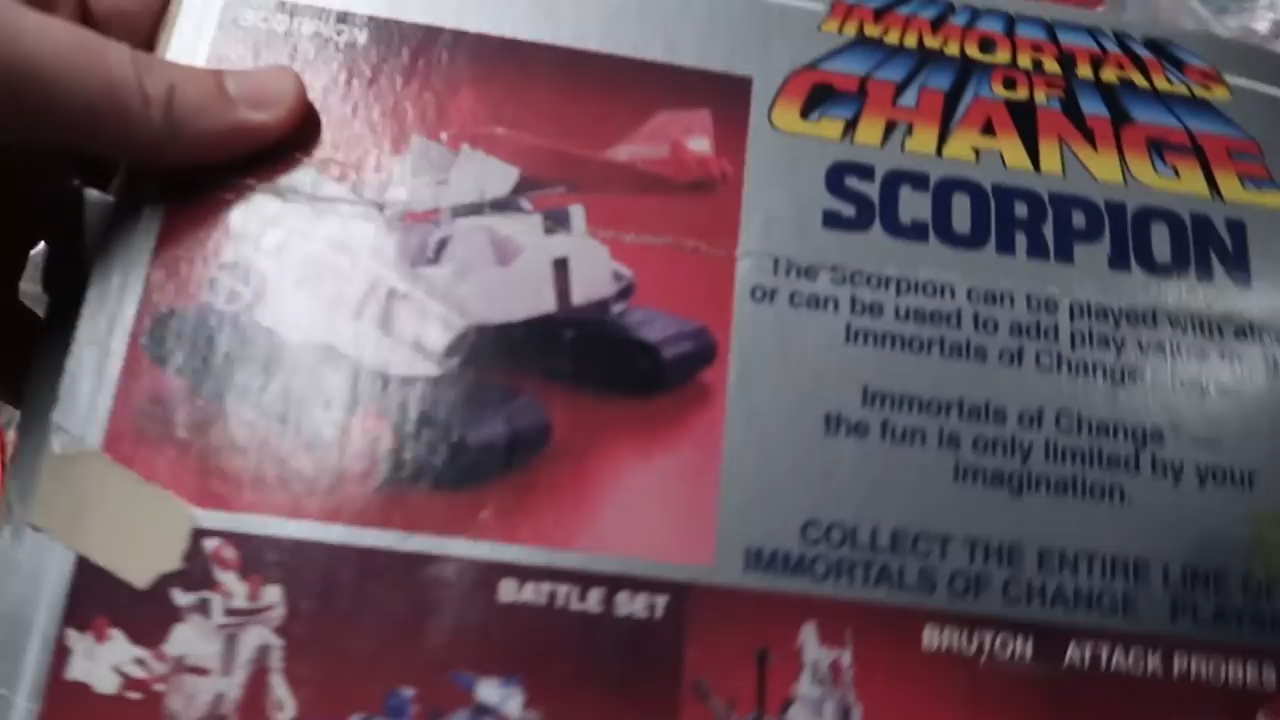 SCORPION
IMMORTALS
OF
CHANGE
SCORPION
The Scorpion can be played with
or can be used to add play value
Immortals of Change
Immortals of Change
the fun is only limited by your
imagination.
COLLECT THE ENTIRE LINE
IMMORTALS OF CHANGE
BATTLE SET
BRUTON ATTACK PROBES